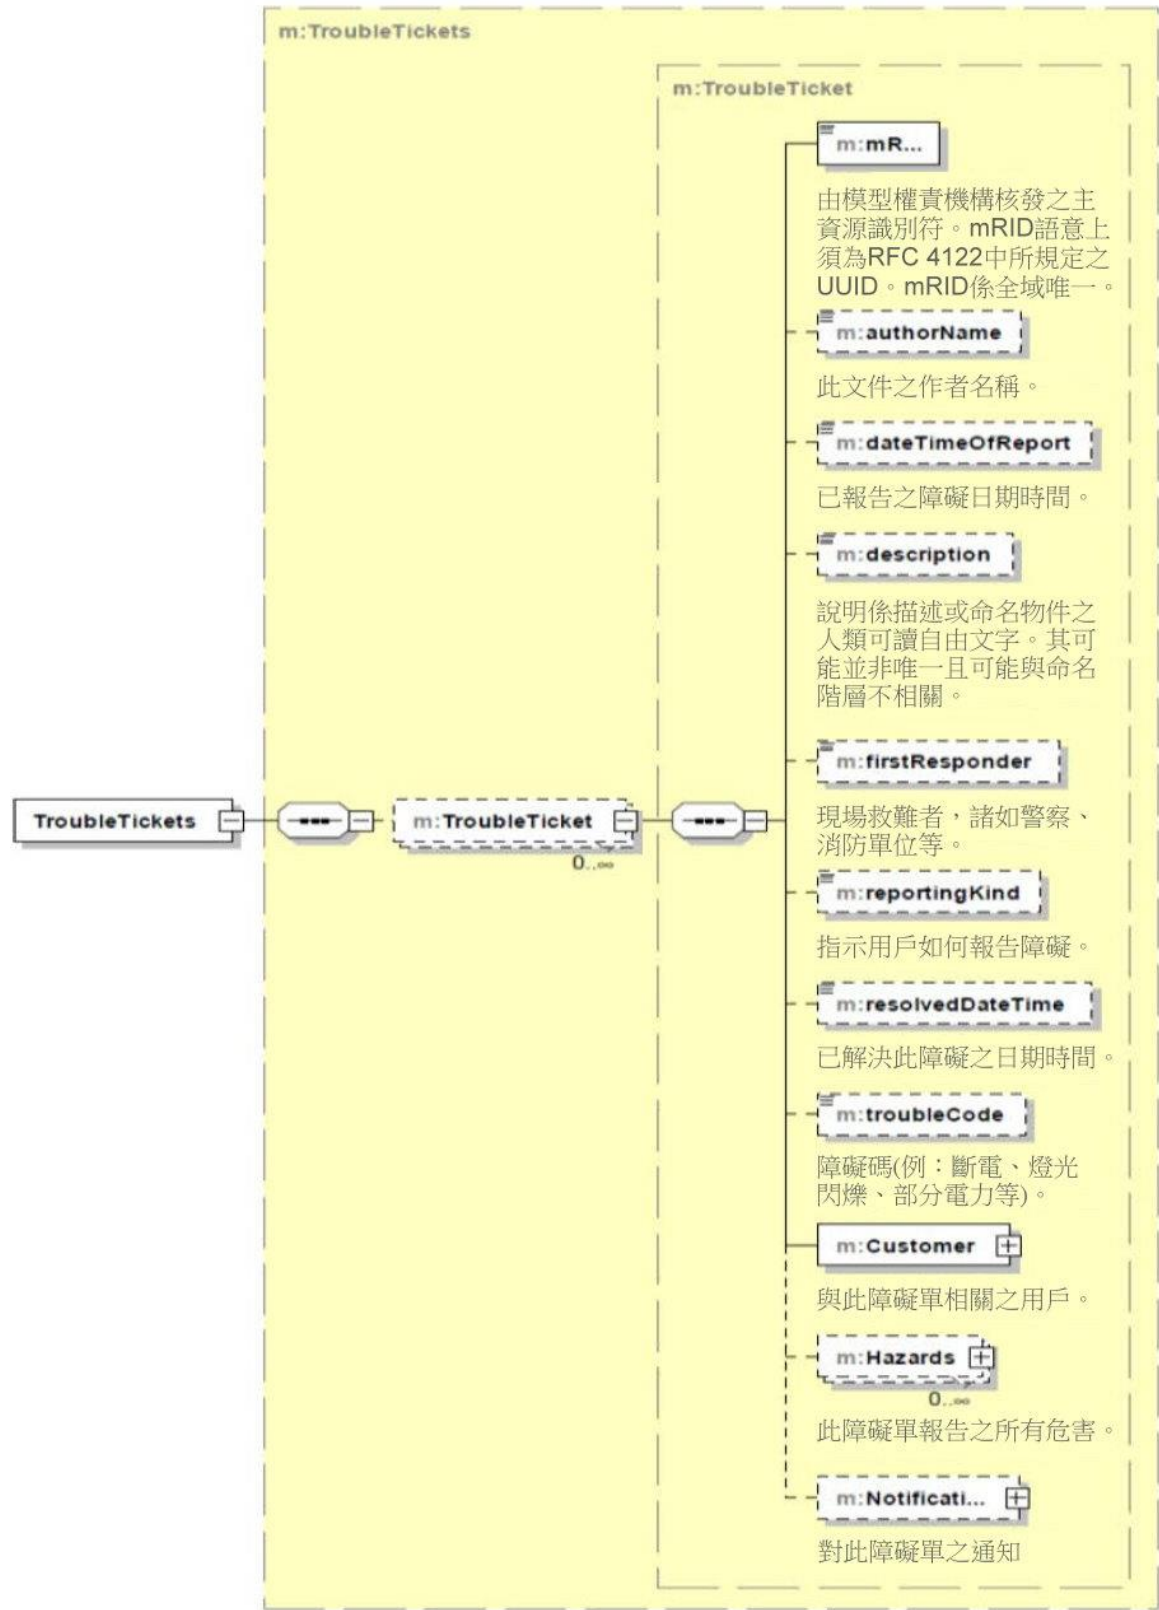 m:TroubleTickets
m:TroubleTicket
m:mR...
由模型權責機構核發之主
資源識別符。mRID語意上
須為RFC 4122中所規定之
UUID。mRID係全域唯一。
m:authorName
此文件之作者名稱。
m:dateTimeOfReport
已報告之障礙日期時間。
m:description
說明係描述或命名物件之
人類可讀自由文字。其可
能並非唯一且可能與命名
階層不相關。
m:firstResponder
TroubleTickets
m:TroubleTicket
0..∞
現場救難者，諸如警察、
消防單位等。
m:reportingKind
指示用戶如何報告障礙。
m:resolvedDateTime
已解決此障礙之日期時間。
m:troubleCode
障礙碼(例：斷電、燈光
閃爍、部分電力等)。
m:Customer
與此障礙單相關之用戶。
m:Hazards
0..∞
此障礙單報告之所有危害。
m:Notificati...
對此障礙單之通知